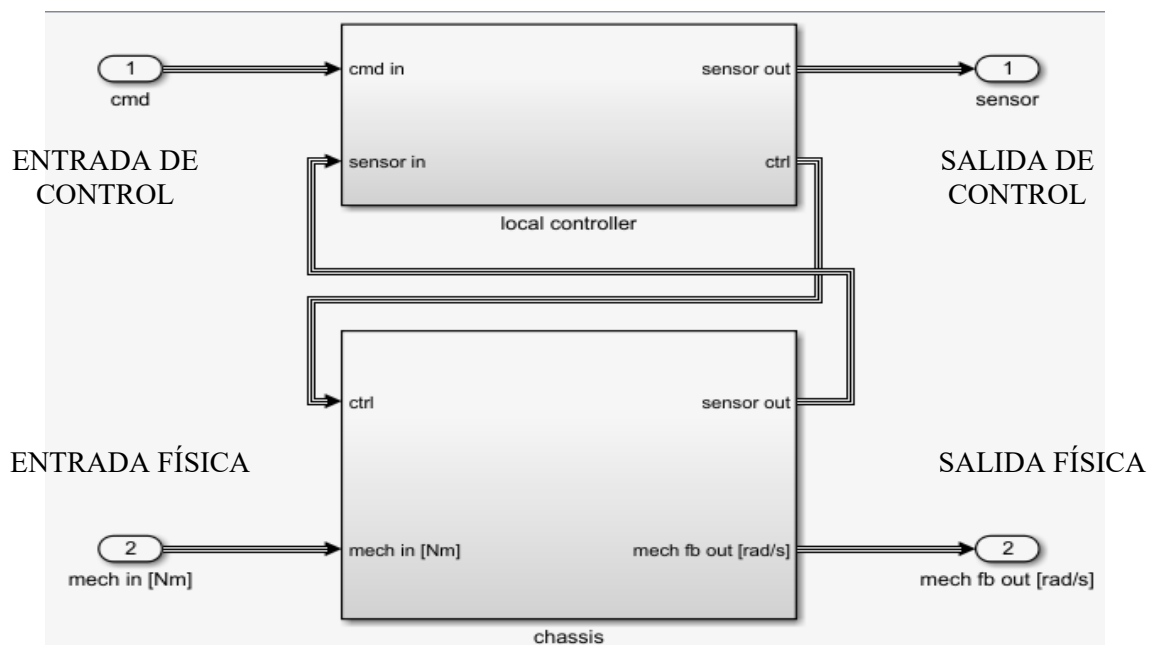 1
cmd
cmd in
sensor out
1
sensor
ENTRADA DE
CONTROL
sensor in
ctrl
SALIDA DE
CONTROL
local controller
ctrl
sensor out
ENTRADA FÍSICA
SALIDA FÍSICA
2
mech in [Nm]
mech in [Nm]
mech fb out [rad/s]
2
mech fb out [rad/s]
chassis